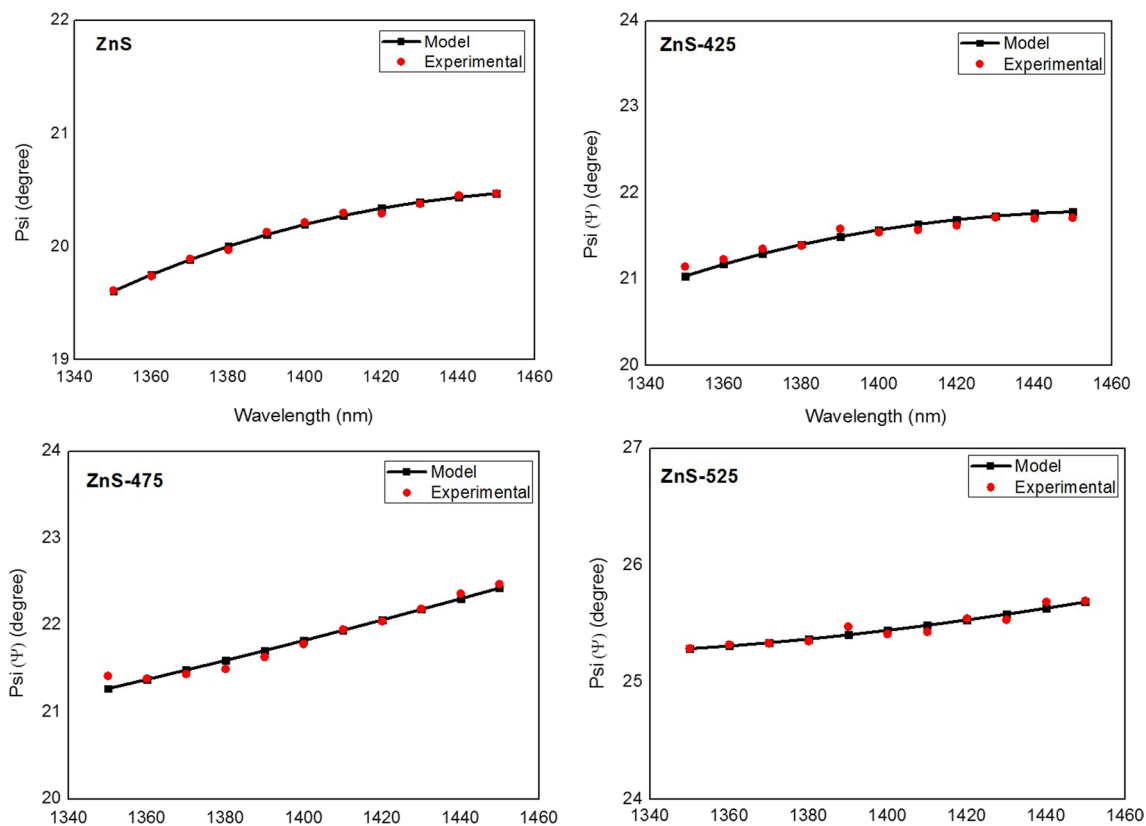 ZnS
Model
Experimental
22
21
20
19
Psi (degree)
1340 1360 1380 1400 1420 1440 1460
Wavelength (nm)
ZnS-425
Model
Experimental
24
23
22
21
20
Psi (Ψ) (degree)
1340 1360 1380 1400 1420 1440 1460
Wavelength (nm)
ZnS-475
Model
Experimental
24
23
22
21
20
Psi (Ψ) (degree)
1340 1360 1380 1400 1420 1440 1460
ZnS-525
Model
Experimental
27
26
25
24
Psi (Ψ) (degree)
1340 1360 1380 1400 1420 1440 1460